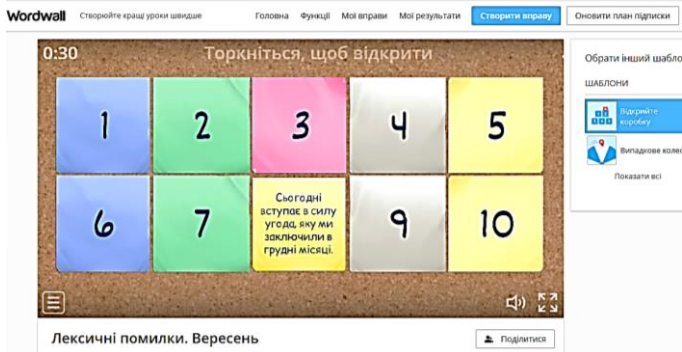 Wordwall Створюйте кращі уроки швидше Головна Функції Мої вправи Мої результати Створити вправу Оновити план підписки
0:30 Торкніться, щоб відкрити
Обрати інший шабло
ШАБЛОНИ
1 2 3 4 5
Відкрийте
коробку
Випадкове колес
Показати всі
6 7
Сьогодні
вступає в силу
угода, яку ми
заключили в
грудні місяці.
9 10
Лексичні помилки. Вересень
Поділитися